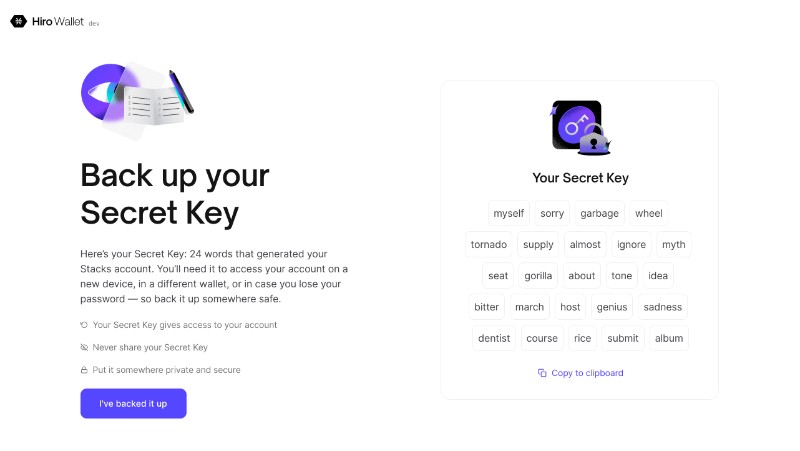 Hiro Wallet dev
Back up your
Secret Key
Here's your Secret Key: 24 words that generated your
Stacks account. You'll need it to access your account on a
new device, in a different wallet, or in case you lose your
password — so back it up somewhere safe.
Your Secret Key gives access to your account
Never share your Secret Key
Put it somewhere private and secure
I've backed it up
Your Secret Key
myself sorry garbage wheel
tornado supply almost ignore myth
seat gorilla about tone idea
bitter march host genius sadness
dentist course rice submit album
Copy to clipboard